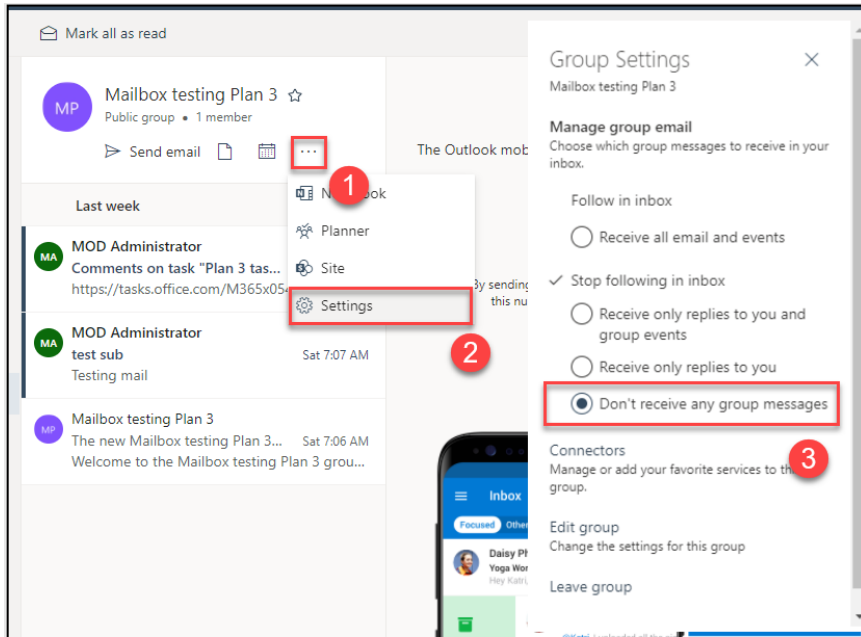 Mark all as read
MP
Mailbox testing Plan 3
Public group • 1 member
Send email
1
Last week
MA
MOD Administrator
Comments on task "Plan 3 tas...
https://tasks.office.com/M365x05
MA
MOD Administrator
test sub
Sat 7:07 AM
Testing mail
MP
Mailbox testing Plan 3
The new Mailbox testing Plan 3...
Sat 7:06 AM
Welcome to the Mailbox testing Plan 3 grou...
The Outlook mob
Planner
Site
Settings
2
By sending
this nu
Inbox
Focused
Other
Daisy Ph
Yoga Wor
Hey Katri,
Group Settings
Mailbox testing Plan 3
Manage group email
Choose which group messages to receive in your
inbox.
Follow in inbox
Receive all email and events
Stop following in inbox
Receive only replies to you and
group events
Receive only replies to you
Don't receive any group messages
3
Connectors
Manage or add your favorite services to th
group.
Edit group
Change the settings for this group
Leave group